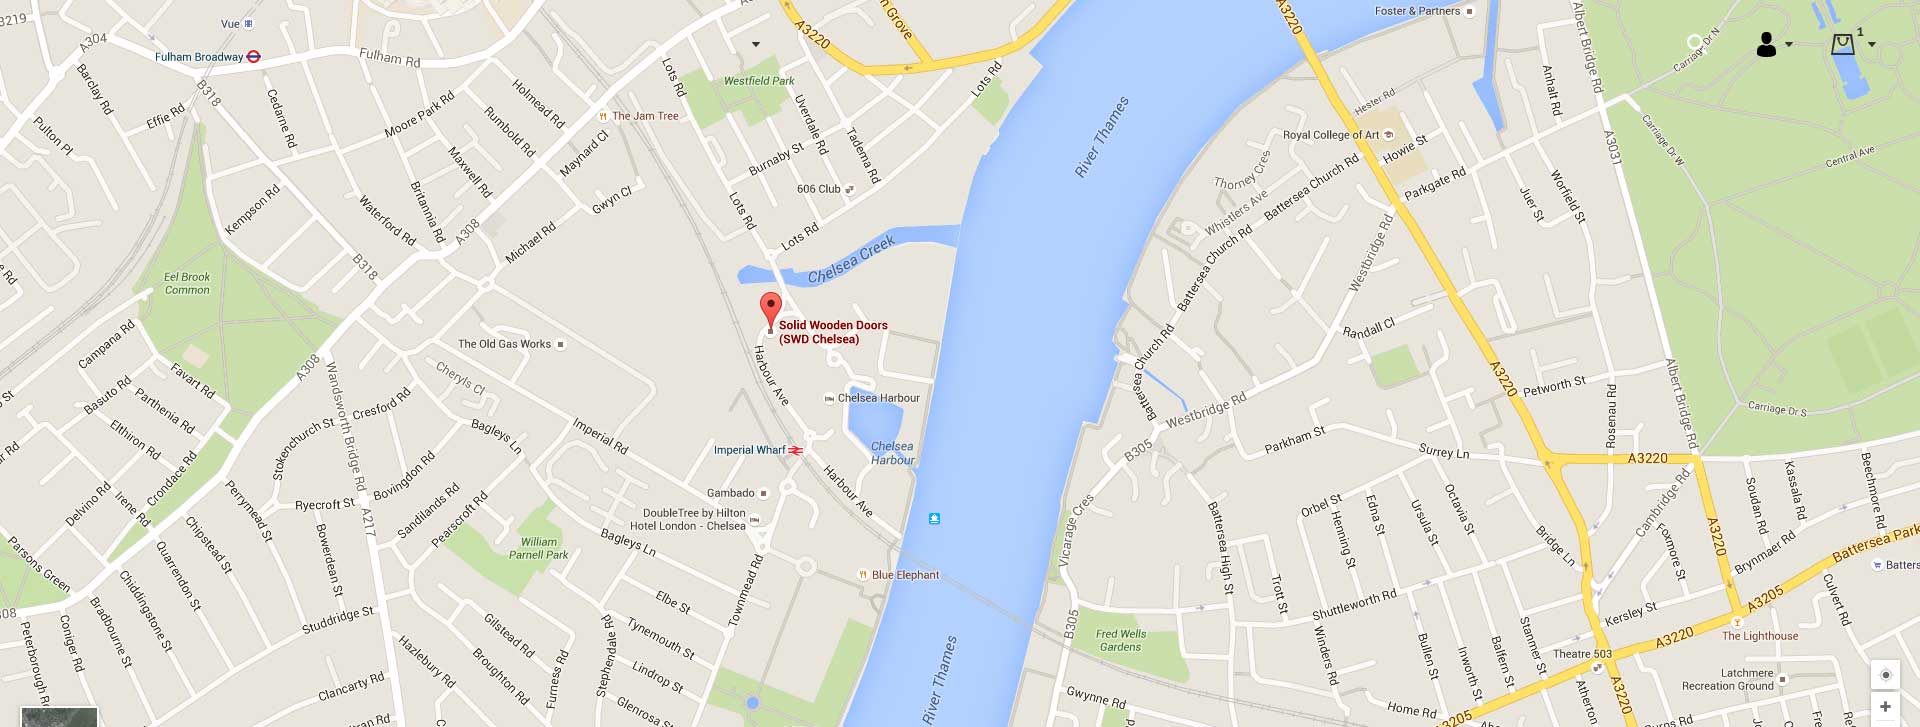 A3219
Vue
A304
Fulham Broadway
Fulham Rd
Barclay Rd
Effie Rd
B318
Pulton Pl
Cedarne Rd
Moore Park Rd
Holmead Rd
Rumbold Rd
Maxwell Rd
The Jam Tree
Maynard Cl
Gwyn Cl
Kempson Rd
Waterford Rd
Britannia Rd
A308
Michael Rd
B318
Eel Brook
Common
Lots Rd
Westfield Park
Uverdale Rd
Tadema Rd
Burnaby St
606 Club
Lots Rd
Lots Rd
Lots Rd
Chelsea Creek
A3220
Grove
River Thames
A3220
Foster & Partners
Albert Bridge Rd
Carriage Dr N
1
Anhalt Rd
Hester Rd
Royal College of Art
Howie St
A3031
Carriage Dr W
Central Ave
Thorney Cres
Whistlers Ave
Battersea Church Rd
Parkgate Rd
Juer St
Worfield St
Battersea Church Rd
Westbridge Rd
Solid Wooden Doors
(SWD Chelsea)
Harbour Ave
The Old Gas Works
Campana Rd
Favart Rd
Basuto Rd
Parthenia Rd
Elthiron Rd
Crondace Rd
Delvino Rd
Irene Rd
A308
Wandsworth Bridge Rd
Cheryls Cl
Cresford Rd
Stokenchurch St
Bagleys Ln
Imperial Rd
Bovingdon Rd
Ryecroft St
Sandilands Rd
Pearscroft Rd
Perrymead St
Bowerdean St
A217
Chipstead St
Quarrendon St
Chiddingstone St
Bradbourne St
Parsons Green
Coniger Rd
Peterborough Rd
Studdridge St
Clancarty Rd
Hazlebury Rd
Gilstead Rd
Broughton Rd
Furness Rd
Stephendale Rd
William
Parnell Park
Bagleys Ln
Elbe St
Tynemouth St
Lindrop St
Glenrosa St
Townmead Rd
Chelsea Harbour
Chelsea
Harbour
Imperial Wharf
Gambado
Harbour Ave
DoubleTree by Hilton
Hotel London - Chelsea
Blue Elephant
River Thames
Battersea Church Rd
Randall Cl
Westbridge Rd
B305
Parkham St
Surrey Ln
A3220
Petworth St
Rosenau Rd
Albert Bridge Rd
Carriage Dr S
A3220
Cambridge Rd
Soudan Rd
Kassala Rd
Beechmore Rd
Vicarage Cres
Battersea High St
Orbel St
Henning St
Edna St
Ursula St
Octavia St
Bridge Ln
Foxmore St
A3220
Brynmaer Rd
Battersea Park
Trott St
Shuttleworth Rd
Kersley St
A3205
Culvert Rd
B305
Fred Wells
Gardens
Winders Rd
Bullen St
Inworth St
Balfern St
Stanmer St
A3220
The Lighthouse
Theatre 503
Latchmere
Recreation Ground
Gwynne Rd
Home Rd
A3205
Atherton
A3220
+